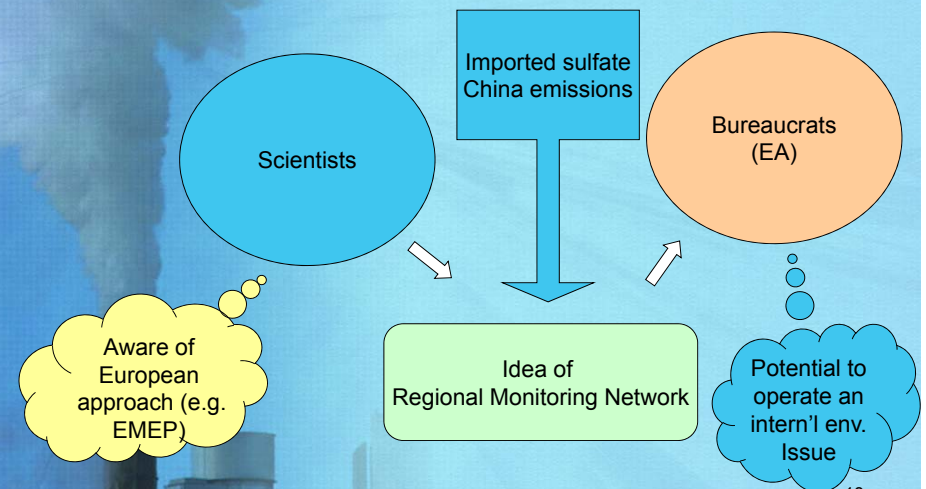 Imported sulfate
China emissions
Scientists
Bureaucrats
(EA)
Aware of
European
approach (e.g.
EMEP)
Idea of
Regional Monitoring Network
Potential to
operate an
intern'l env.
Issue